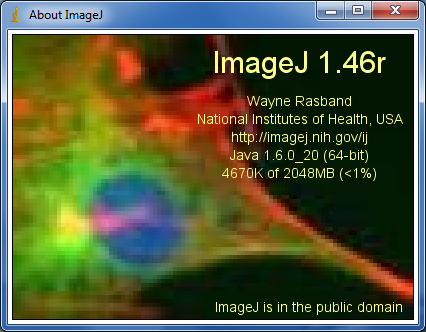 About ImageJ
ImageJ 1.46r
Wayne Rasband
National Institutes of Health, USA
http://imagej.nih.gov/ij
Java 1.6.0_20 (64-bit)
4670K of 2048MB (<1%)
ImageJ is in the public domain